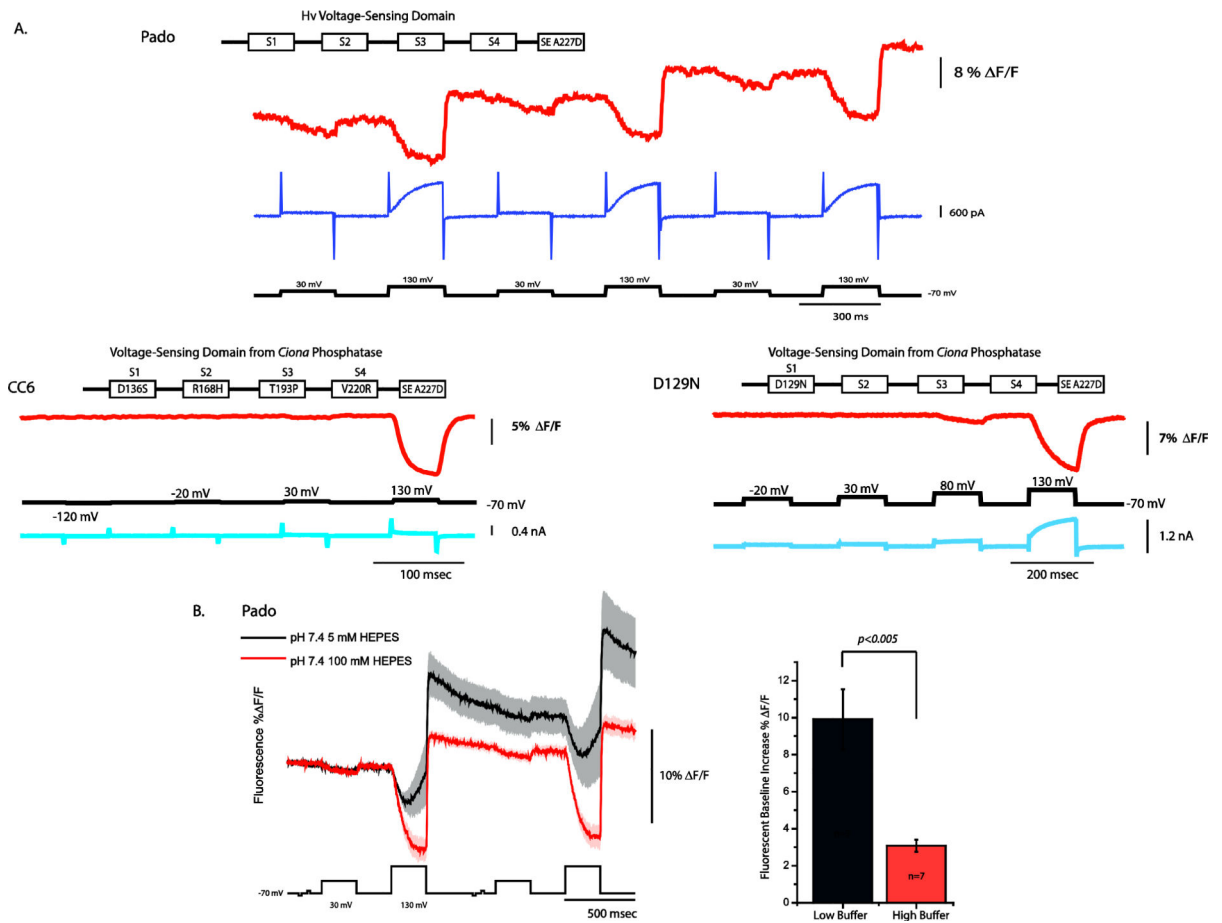 A.
Hv Voltage-Sensing Domain
Pado
S1 S2 S3 S4 SE A227D
8 % ΔF/F
600 pA
30 mV 130 mV 30 mV 130 mV 30 mV 130 mV
-70 mV
300 ms
Voltage-Sensing Domain from Ciona Phosphatase
S1 S2 S3 S4
CC6
D136S R168H T193P V220R SE A227D
5% ΔF/F
-20 mV 30 mV 130 mV
-70 mV
-120 mV
0.4 nA
100 msec
Voltage-Sensing Domain from Ciona Phosphatase
S1
D129N
D129N S2 S3 S4 SE A227D
7% ΔF/F
-20 mV 30 mV 80 mV 130 mV
-70 mV
1.2 nA
200 msec
B.
Pado
pH 7.4 5 mM HEPES
pH 7.4 100 mM HEPES
Fluorescence %ΔF/F
10% ΔF/F
-70 mV
30 mV 130 mV
500 msec
p<0.005
Fluorescent Baseline Increase % ΔF/F
10
8
6
4
2
0
n=7
Low Buffer High Buffer